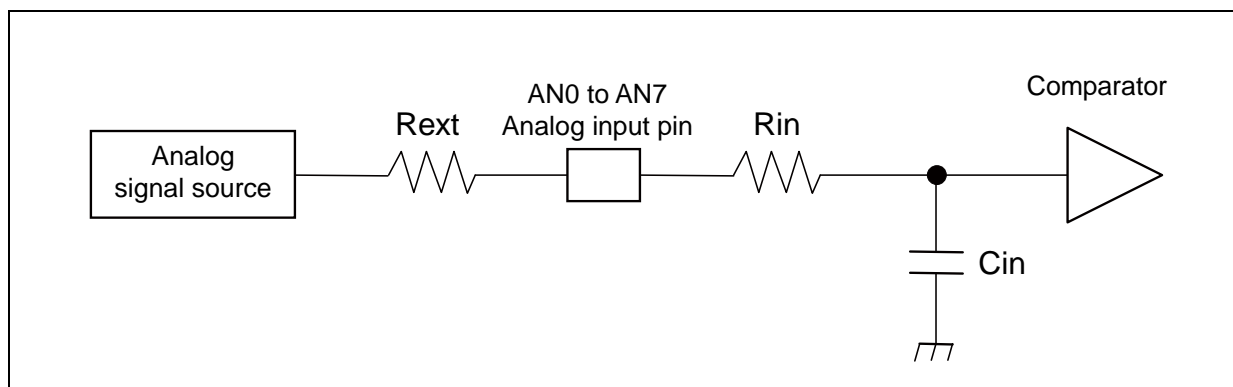 Analog
signal source
Rext
AN0 to AN7
Analog input pin
Rin
Comparator
Cin